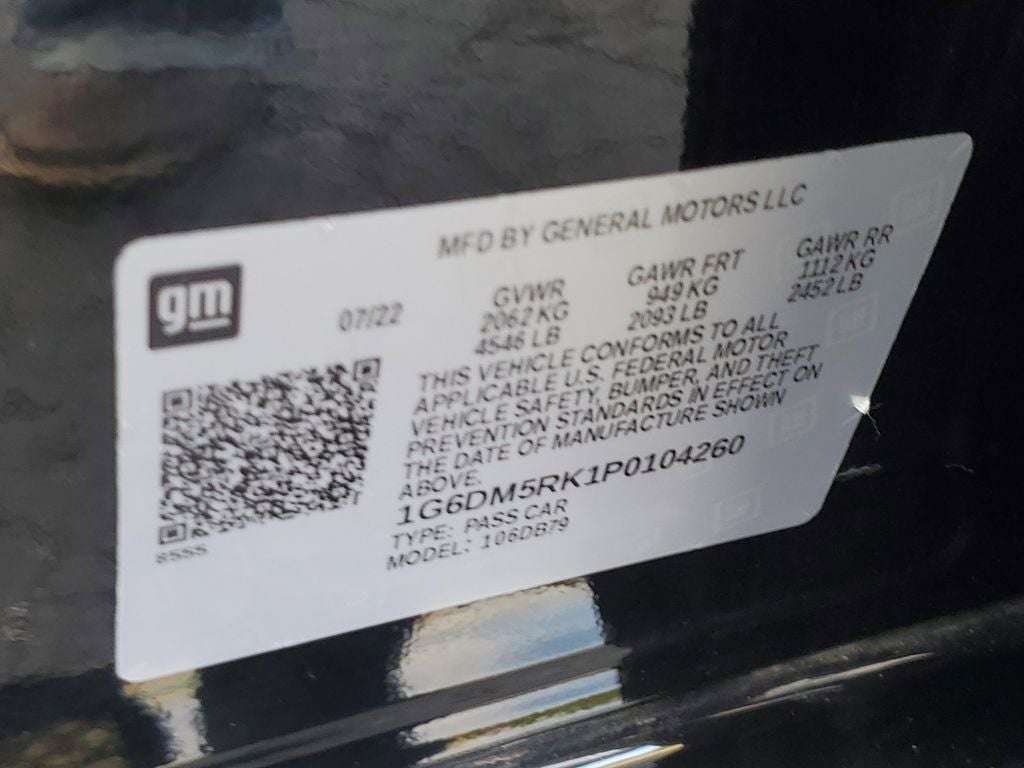 MFD BY GENERAL MOTORS LLC
gm
07/22
GVWR
2062 KG
4546 LB
GAWR FRT
949 KG
2093 LB
GAWR RR
1112 KG
2452 LB
THIS VEHICLE CONFORMS TO ALL
APPLICABLE U.S. FEDERAL MOTOR
VEHICLE SAFETY, BUMPER, AND THEFT
PREVENTION STANDARDS IN EFFECT ON
THE DATE OF MANUFACTURE SHOWN
ABOVE.
1G6DM5RK1P0104260
TYPE: PASS CAR
MODEL: 106DB79